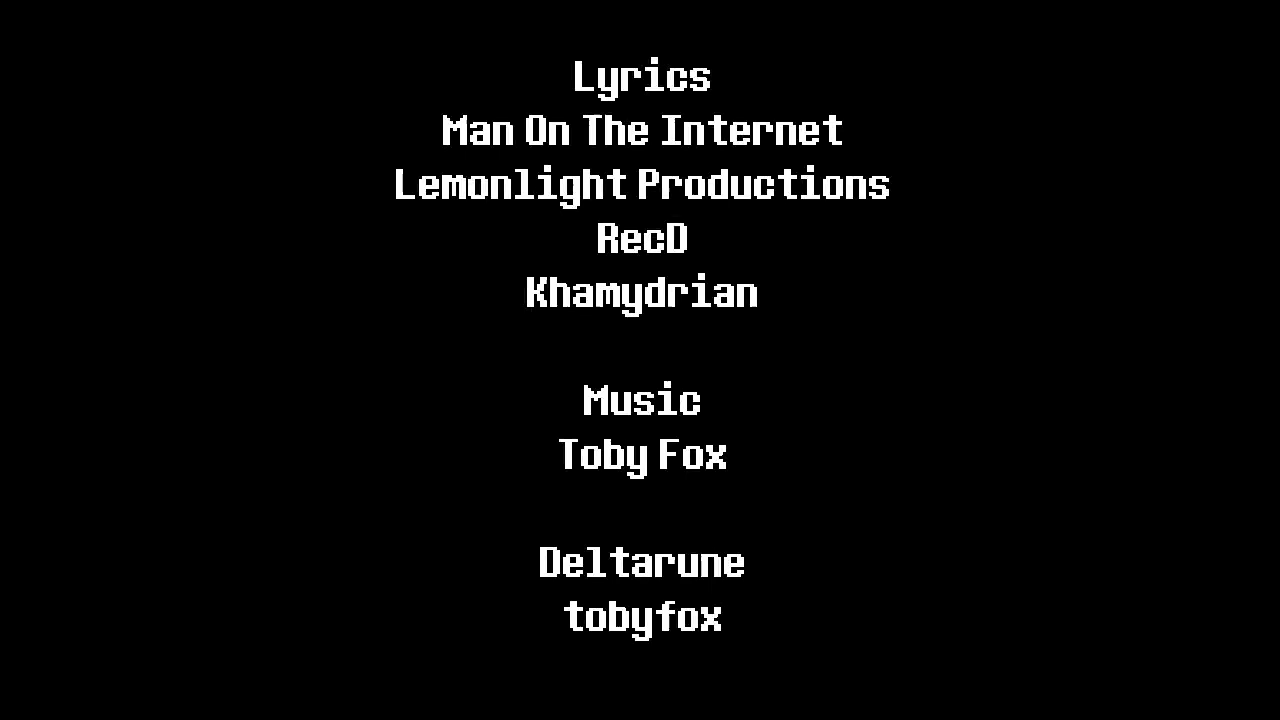 Lyrics
Man On The Internet
Lemonlight Productions
RecD
Khamydrian
Music
Toby Fox
Deltarune
tobyfox